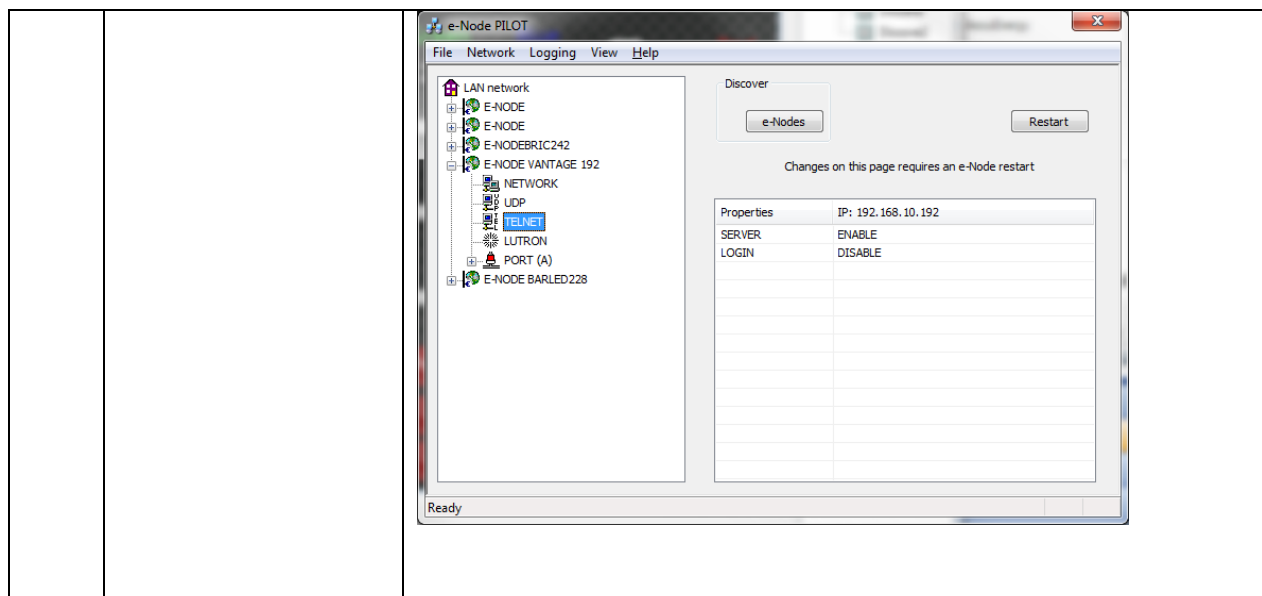 e-Node PILOT
File Network Logging View Help
LAN network
E-NODE
E-NODE
E-NODEBRIC242
E-NODE VANTAGE 192
NETWORK
UDP
TELNET
LUTRON
PORT (A)
E-NODE BARLED228
Discover
e-Nodes
Restart
Changes on this page requires an e-Node restart
Properties IP: 192.168.10.192
SERVER ENABLE
LOGIN DISABLE
Ready